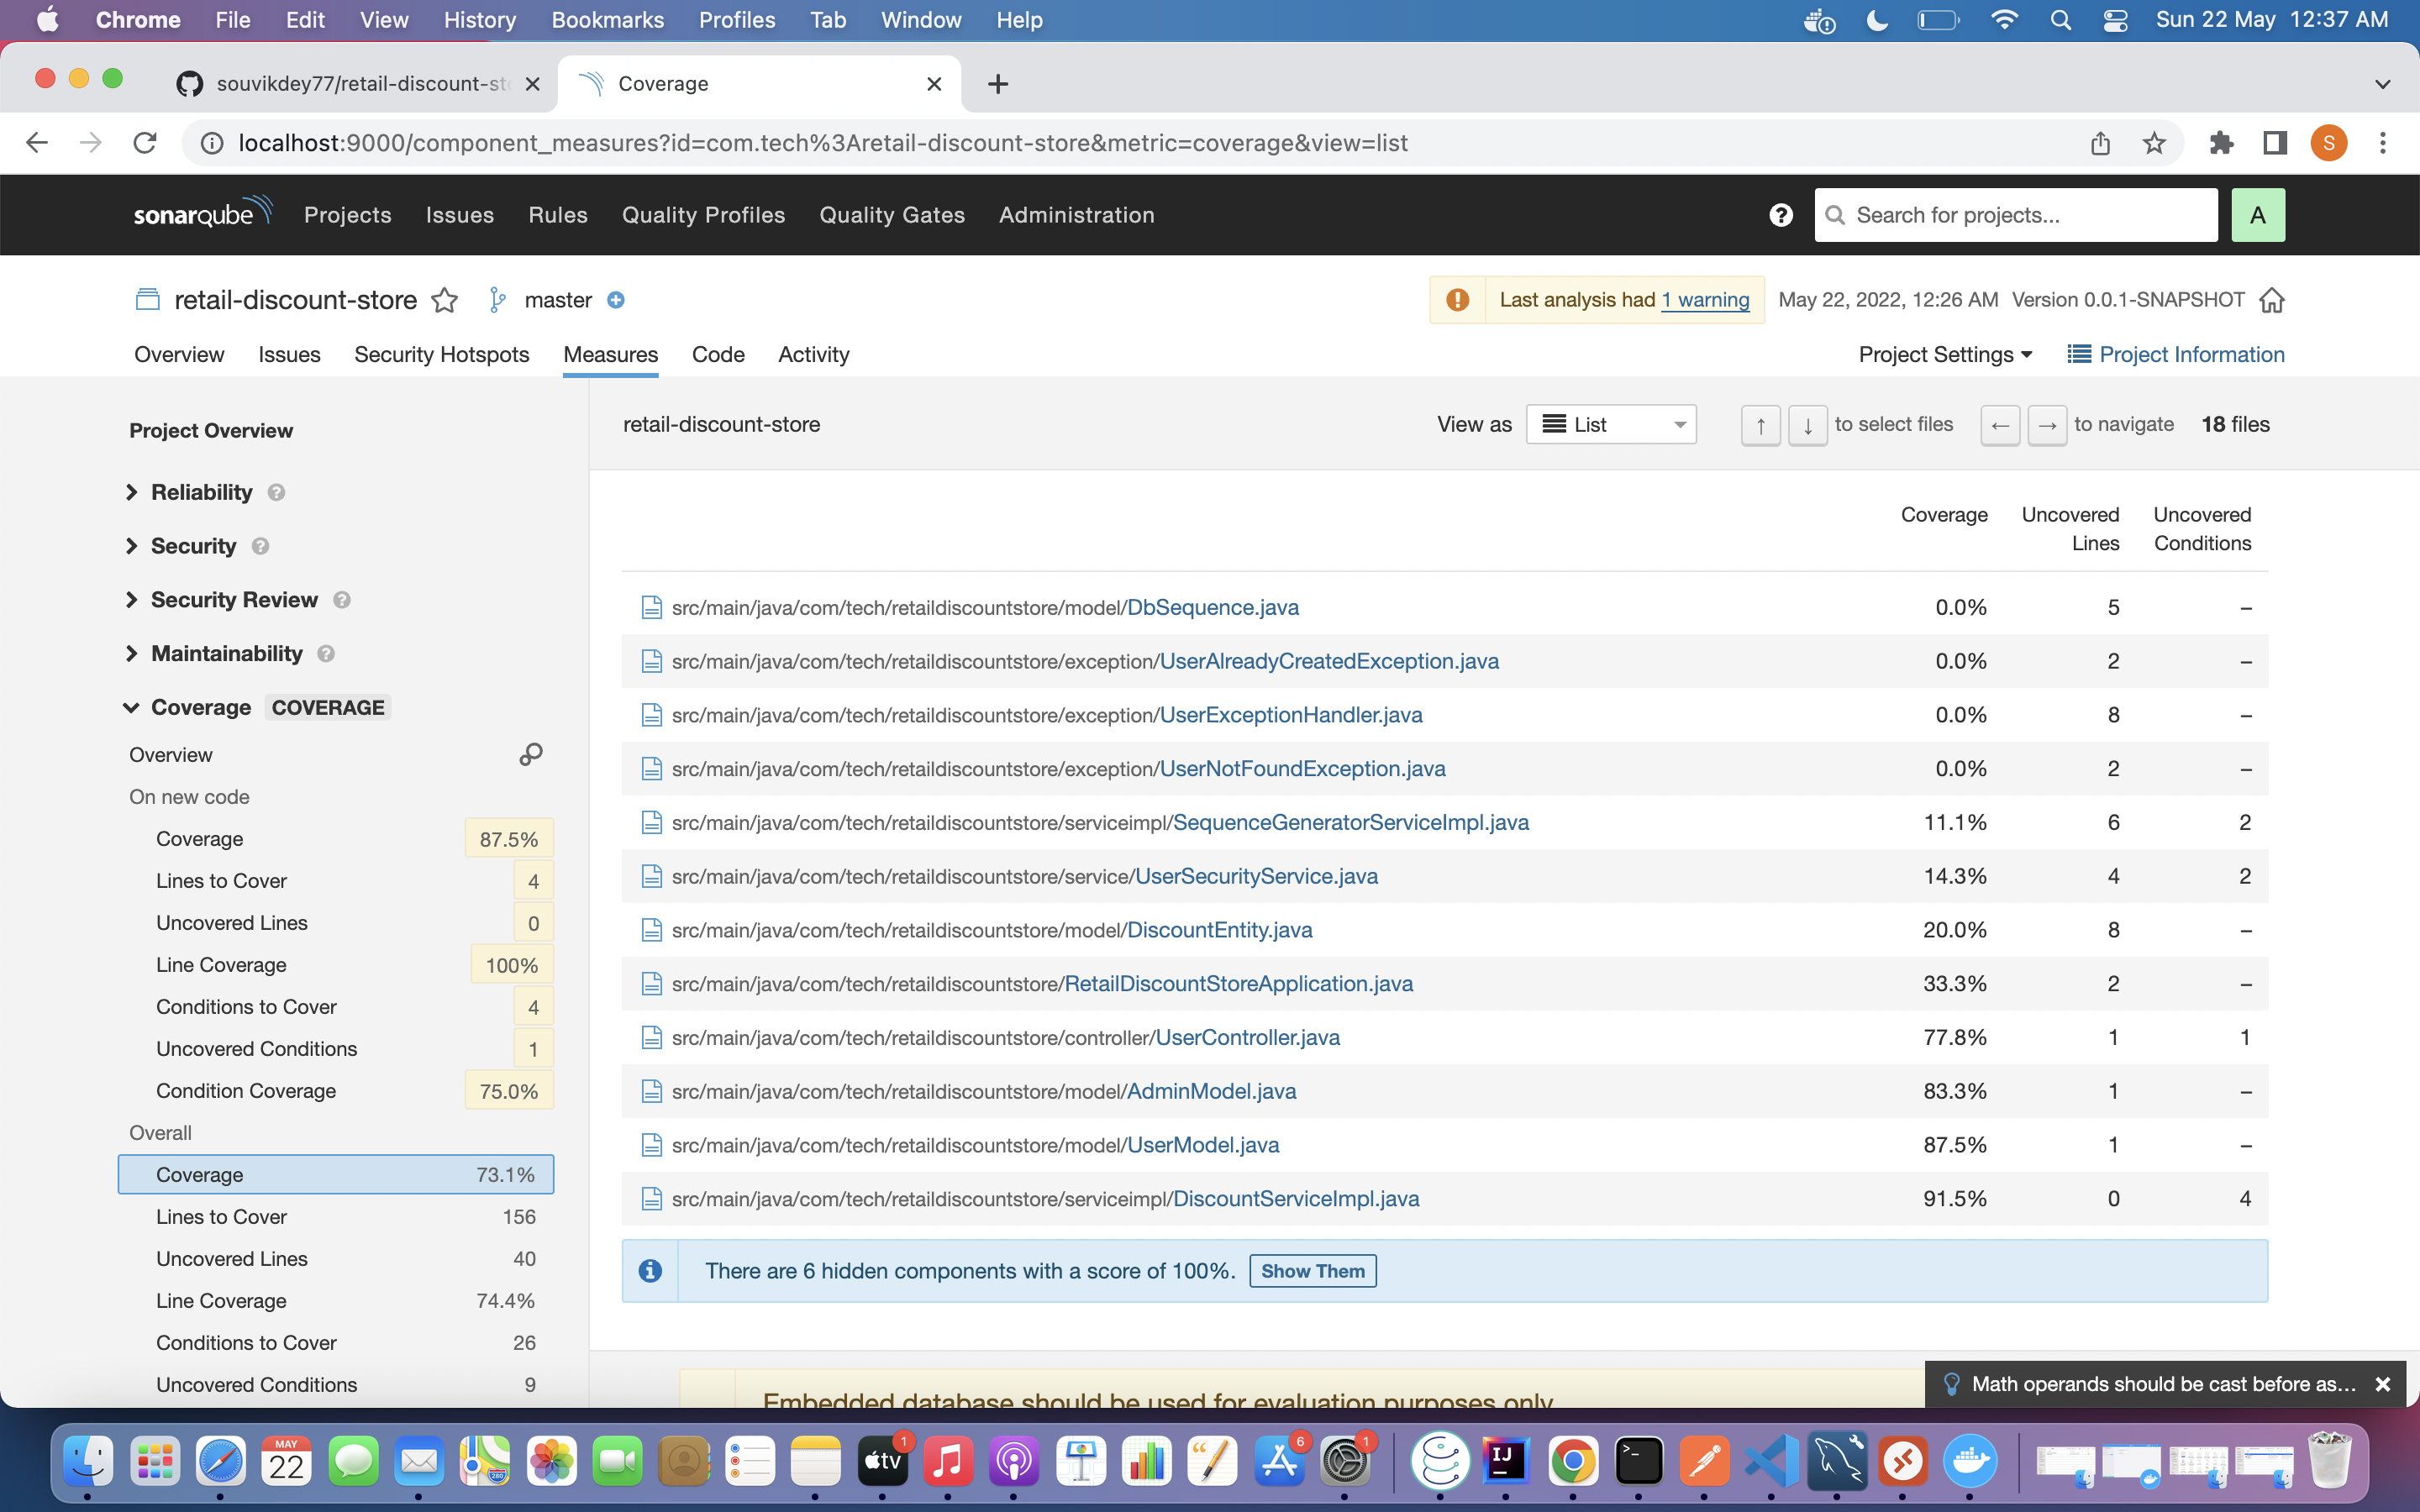 Chrome File Edit View History Bookmarks Profiles Tab Window Help Sun 22 May 12:37 AM
souvikdey77/retail-discount-st Coverage
localhost:9000/component_measures?id=com.tech%3Aretail-discount-store&metric=coverage&view=list S
sonarqube Projects Issues Rules Quality Profiles Quality Gates Administration ? Search for projects... A
retail-discount-store master Last analysis had 1 warning May 22, 2022, 12:26 AM Version 0.0.1-SNAPSHOT
Overview Issues Security Hotspots Measures Code Activity Project Settings Project Information
Project Overview
Reliability ?
Security ?
Security Review ?
Maintainability ?
Coverage COVERAGE
Overview
On new code
Coverage 87.5%
Lines to Cover 4
Uncovered Lines 0
Line Coverage 100%
Conditions to Cover 4
Uncovered Conditions 1
Condition Coverage 75.0%
Overall
Coverage 73.1%
Lines to Cover 156
Uncovered Lines 40
Line Coverage 74.4%
Conditions to Cover 26
Uncovered Conditions 9
retail-discount-store View as List ↑ ↓ to select files ← → to navigate 18 files
Coverage Uncovered Lines Uncovered Conditions
src/main/java/com/tech/retaildiscountstore/model/DbSequence.java 0.0% 5 –
src/main/java/com/tech/retaildiscountstore/exception/UserAlreadyCreatedException.java 0.0% 2 –
src/main/java/com/tech/retaildiscountstore/exception/UserExceptionHandler.java 0.0% 8 –
src/main/java/com/tech/retaildiscountstore/exception/UserNotFoundException.java 0.0% 2 –
src/main/java/com/tech/retaildiscountstore/serviceimpl/SequenceGeneratorServiceImpl.java 11.1% 6 2
src/main/java/com/tech/retaildiscountstore/service/UserSecurityService.java 14.3% 4 2
src/main/java/com/tech/retaildiscountstore/model/DiscountEntity.java 20.0% 8 –
src/main/java/com/tech/retaildiscountstore/RetailDiscountStoreApplication.java 33.3% 2 –
src/main/java/com/tech/retaildiscountstore/controller/UserController.java 77.8% 1 1
src/main/java/com/tech/retaildiscountstore/model/AdminModel.java 83.3% 1 –
src/main/java/com/tech/retaildiscountstore/model/UserModel.java 87.5% 1 –
src/main/java/com/tech/retaildiscountstore/serviceimpl/DiscountServiceImpl.java 91.5% 0 4
There are 6 hidden components with a score of 100%. Show Them
Embedded database should be used for evaluation purposes only
Math operands should be cast before as...
MAY
22
280
tv 1
6
1
IJ